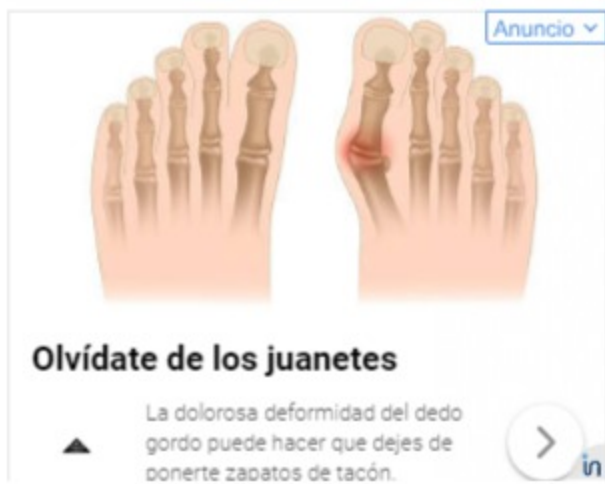 Anuncio
Olvídate de los juanetes
La dolorosa deformidad del dedo
gordo puede hacer que dejes de
ponerte zapatos de tacón.
in